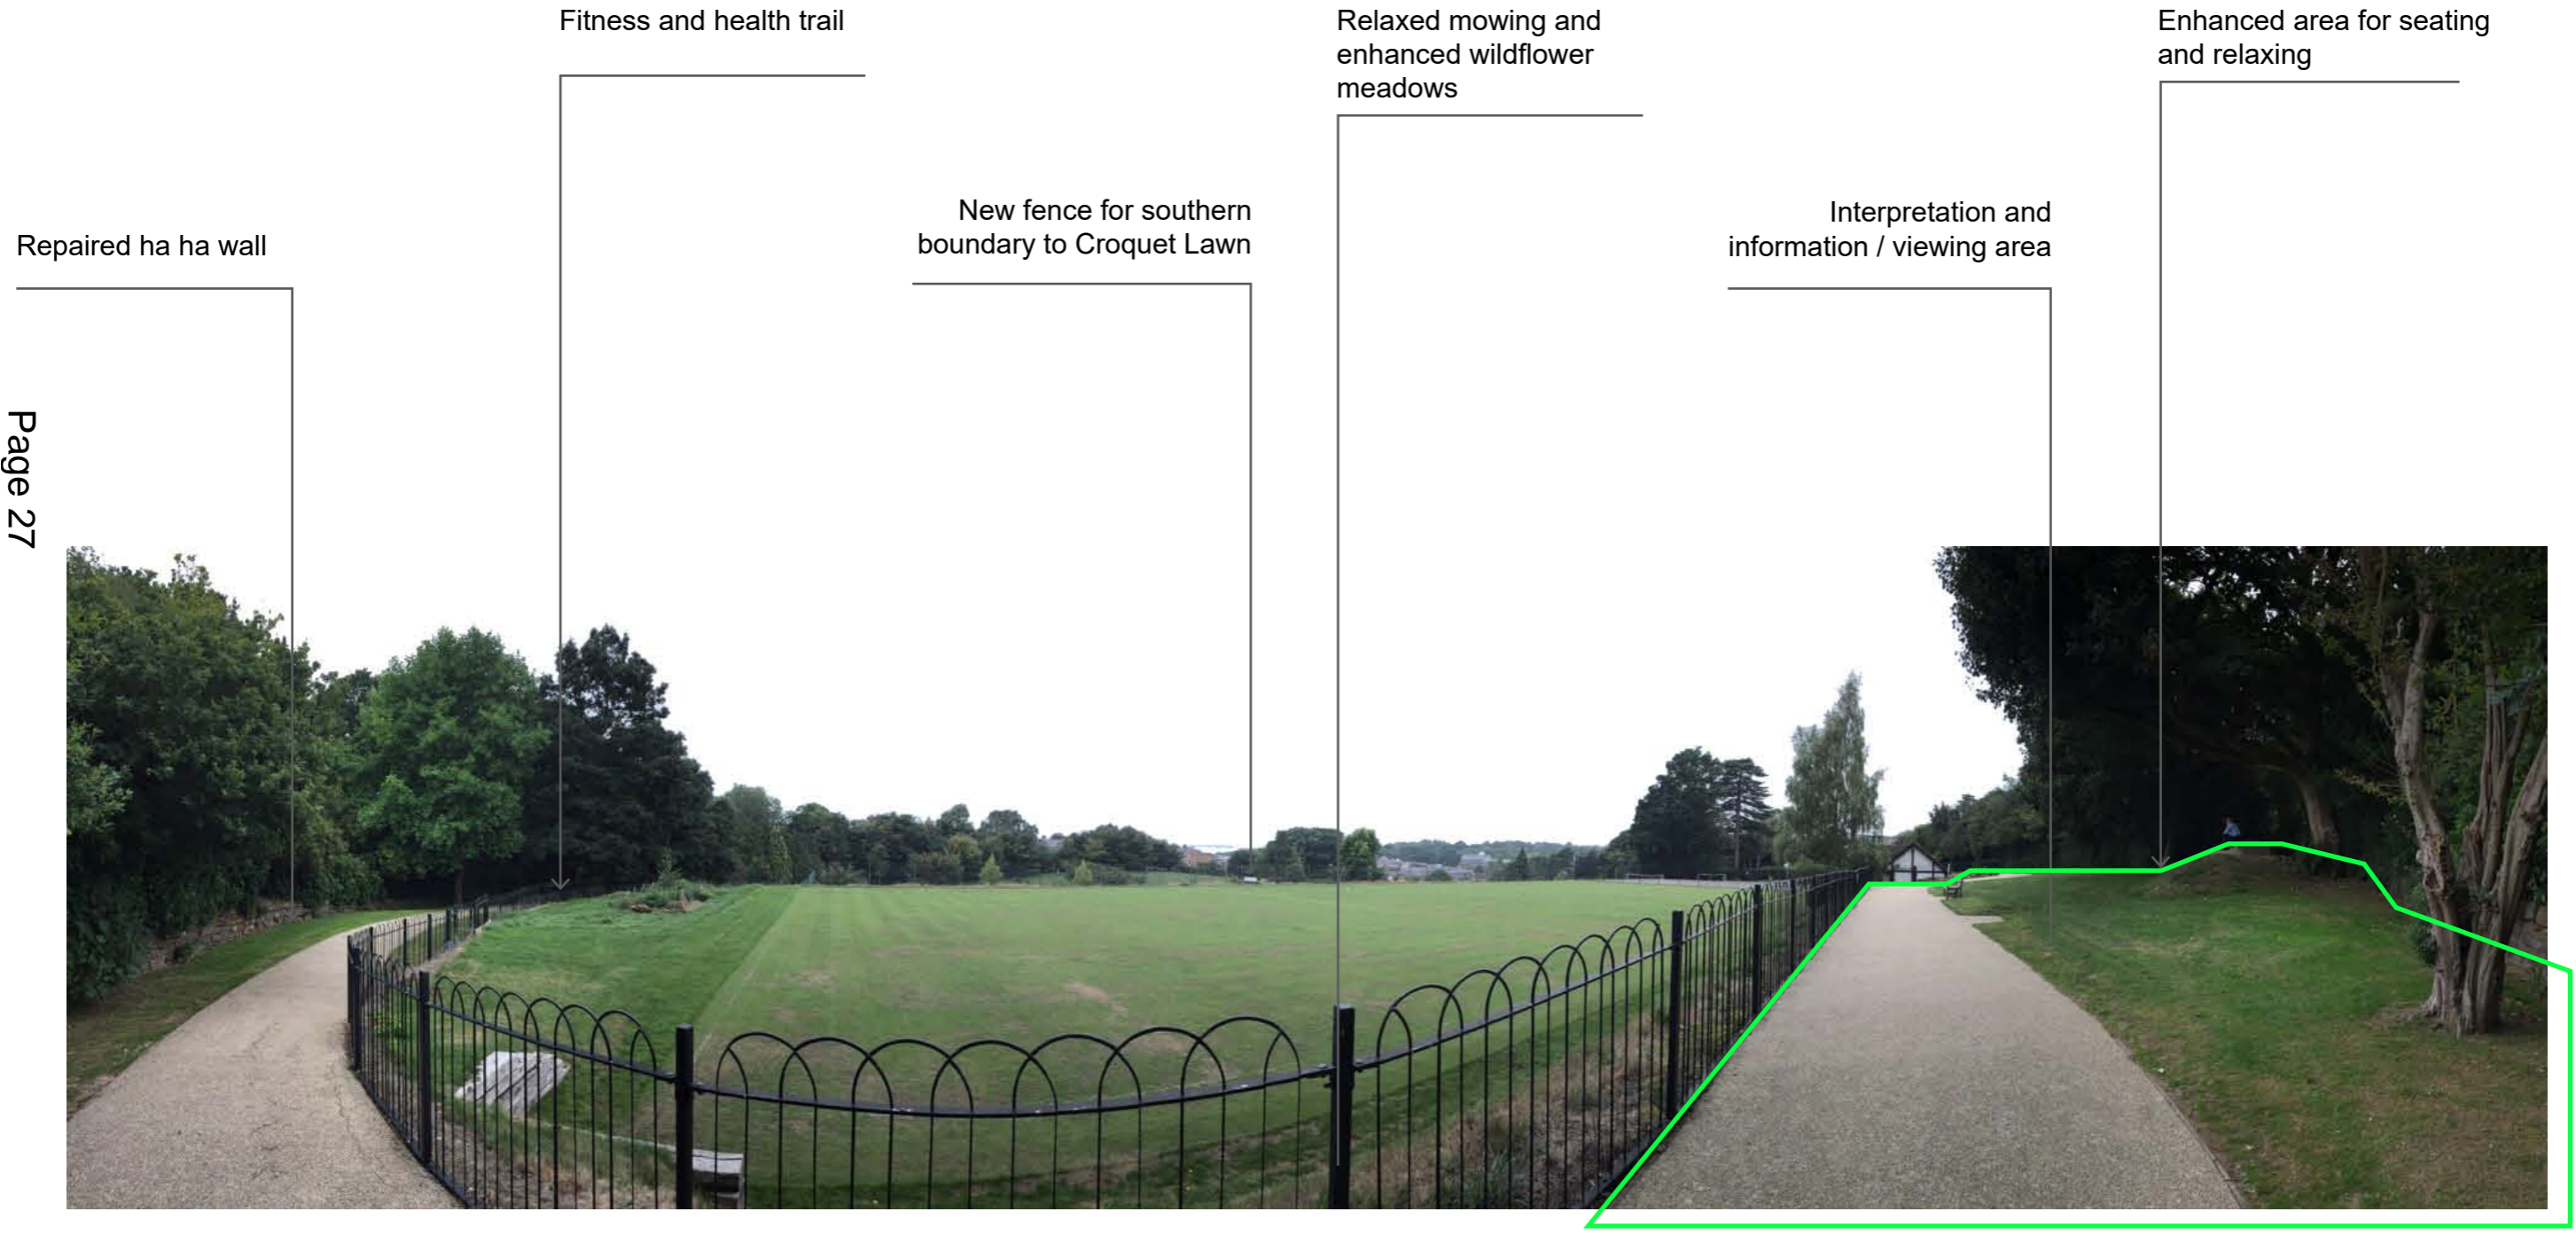 Fitness and health trail
Relaxed mowing and
enhanced wildflower
meadows
Enhanced area for seating
and relaxing
Repaired ha ha wall
New fence for southern
boundary to Croquet Lawn
Interpretation and
information / viewing area
Page 27